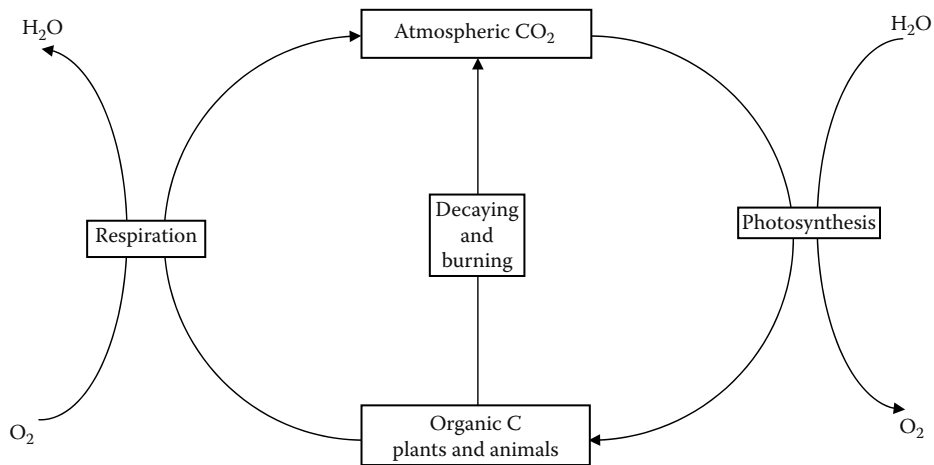 H₂O
Atmospheric CO₂
H₂O
Respiration
Decaying
and
burning
Photosynthesis
O₂
Organic C
plants and animals
O₂